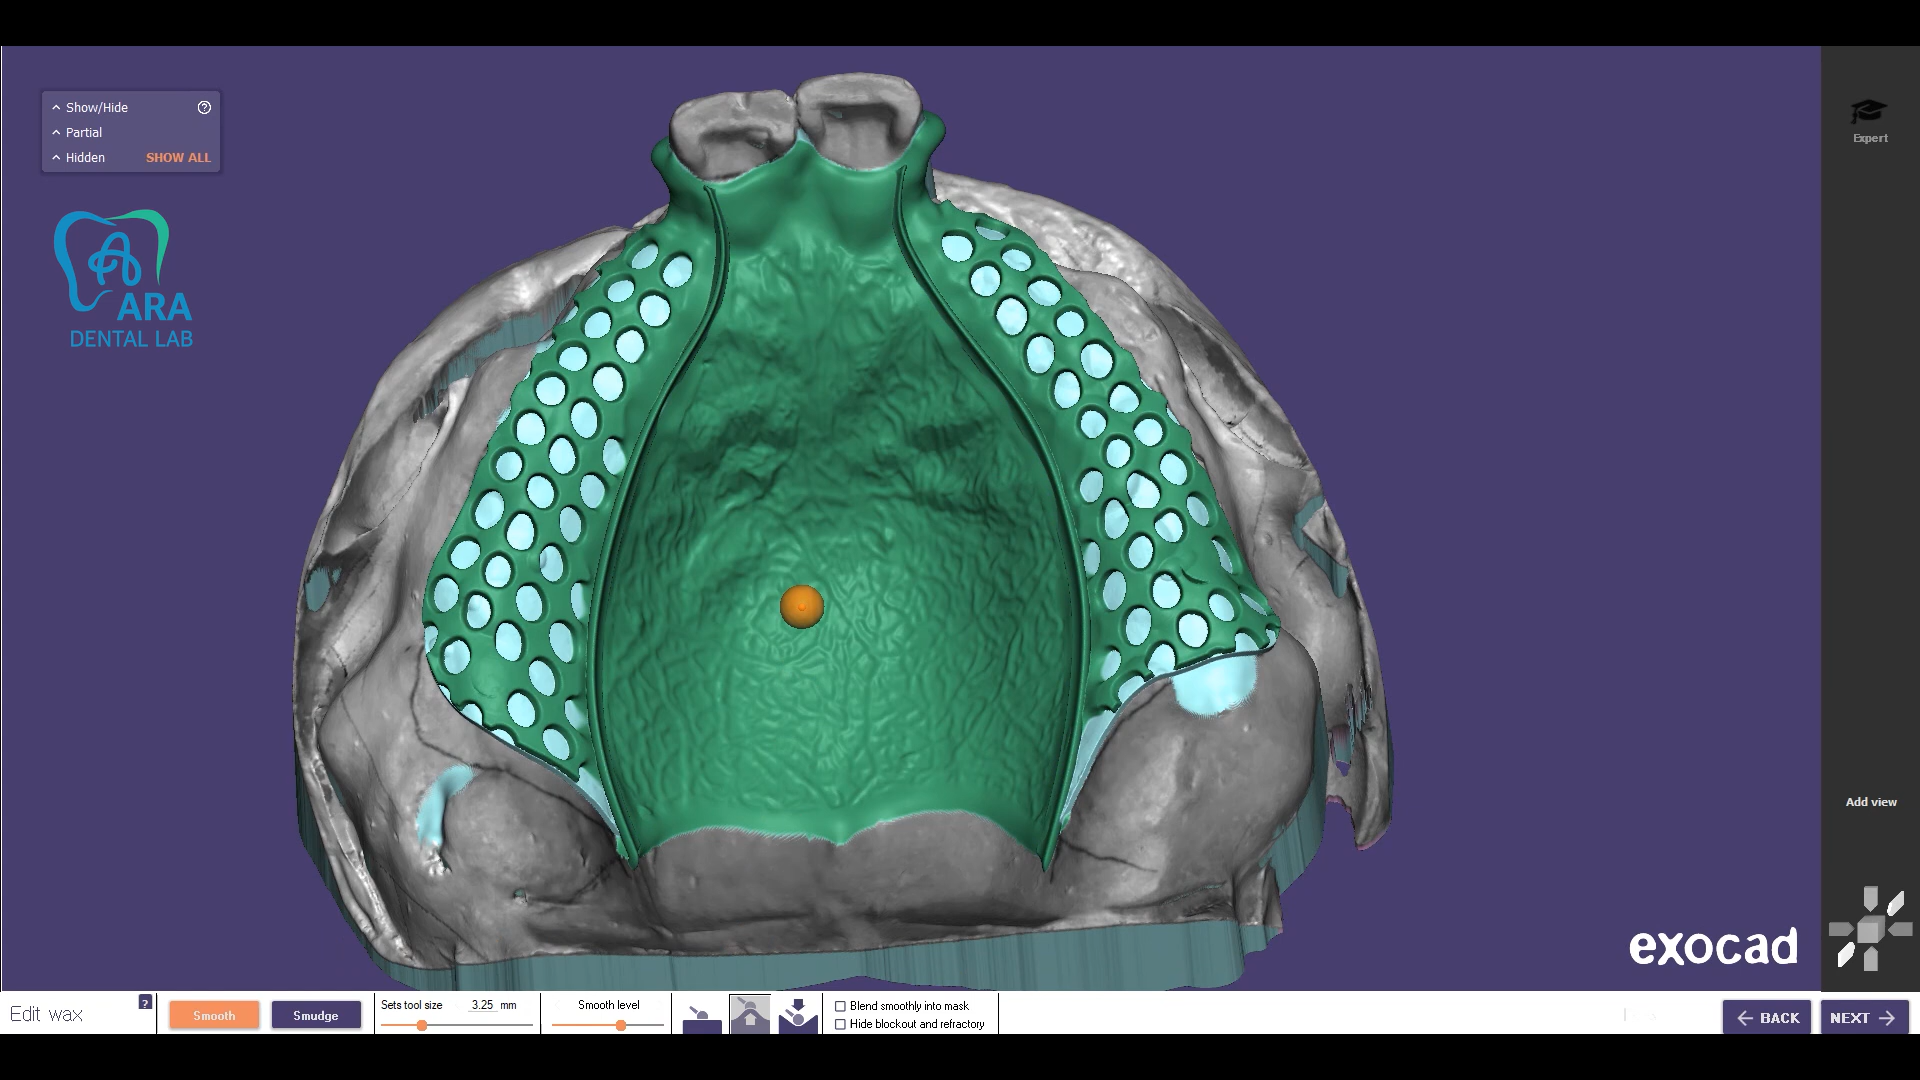 Show/Hide
Partial
Hidden SHOW ALL
ARA
DENTAL LAB
Expert
Add view
exocad
Edit wax
?
Smooth
Smudge
Sets tool size 3.25 mm
Smooth level
Blend smoothly into mask
Hide blockout and refractory
BACK
NEXT